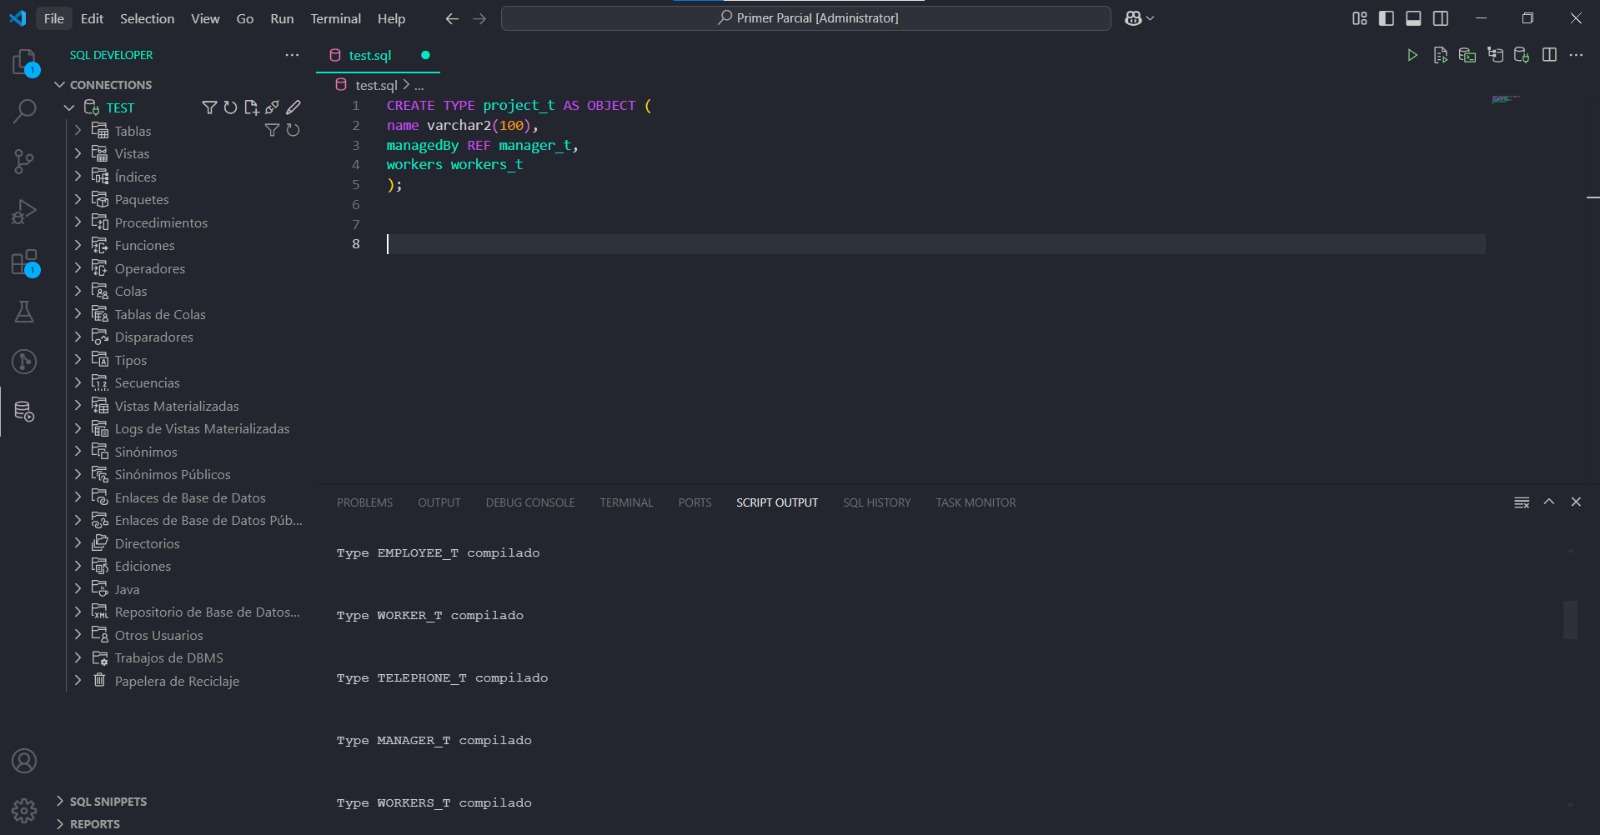 File Edit Selection View Go Run Terminal Help
Primer Parcial [Administrator]
SQL DEVELOPER
test.sql
CONNECTIONS
test.sql > ...
TEST
Tablas
Vistas
Índices
Paquetes
Procedimientos
Funciones
Operadores
Colas
Tablas de Colas
Disparadores
Tipos
Secuencias
Vistas Materializadas
Logs de Vistas Materializadas
Sinónimos
Sinónimos Públicos
Enlaces de Base de Datos
Enlaces de Base de Datos Púb...
Directorios
Ediciones
Java
Repositorio de Base de Datos...
Otros Usuarios
Trabajos de DBMS
Papelera de Reciclaje
SQL SNIPPETS
REPORTS
1 CREATE TYPE project_t AS OBJECT (
2 name varchar2(100),
3 managedBy REF manager_t,
4 workers workers_t
5 );
6
7
8
PROBLEMS OUTPUT DEBUG CONSOLE TERMINAL PORTS SCRIPT OUTPUT SQL HISTORY TASK MONITOR
Type EMPLOYEE_T compilado
Type WORKER_T compilado
Type TELEPHONE_T compilado
Type MANAGER_T compilado
Type WORKERS_T compilado
1
1